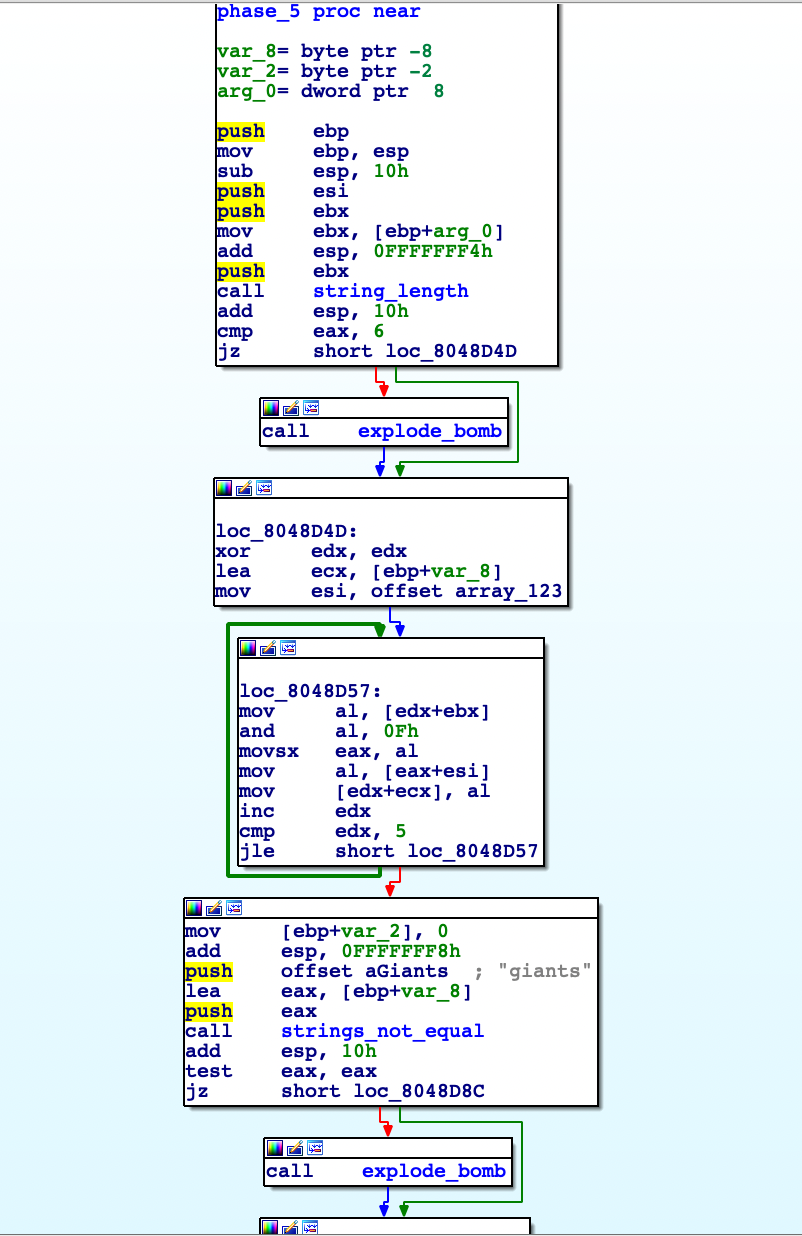 phase_5 proc near
var_8= byte ptr -8
var_2= byte ptr -2
arg_0= dword ptr  8
push    ebp
mov     ebp, esp
sub     esp, 10h
push    esi
push    ebx
mov     ebx, [ebp+arg_0]
add     esp, 0FFFFFFF4h
push    ebx
call    string_length
add     esp, 10h
cmp     eax, 6
jz      short loc_8048D4D
call    explode_bomb
loc_8048D4D:
xor     edx, edx
lea     ecx, [ebp+var_8]
mov     esi, offset array_123
loc_8048D57:
mov     al, [edx+ebx]
and     al, 0Fh
movsx   eax, al
mov     al, [eax+esi]
mov     [edx+ecx], al
inc     edx
cmp     edx, 5
jle     short loc_8048D57
mov     [ebp+var_2], 0
add     esp, 0FFFFFFF8h
push    offset aGiants  ; "giants"
lea     eax, [ebp+var_8]
push    eax
call    strings_not_equal
add     esp, 10h
test    eax, eax
jz      short loc_8048D8C
call    explode_bomb